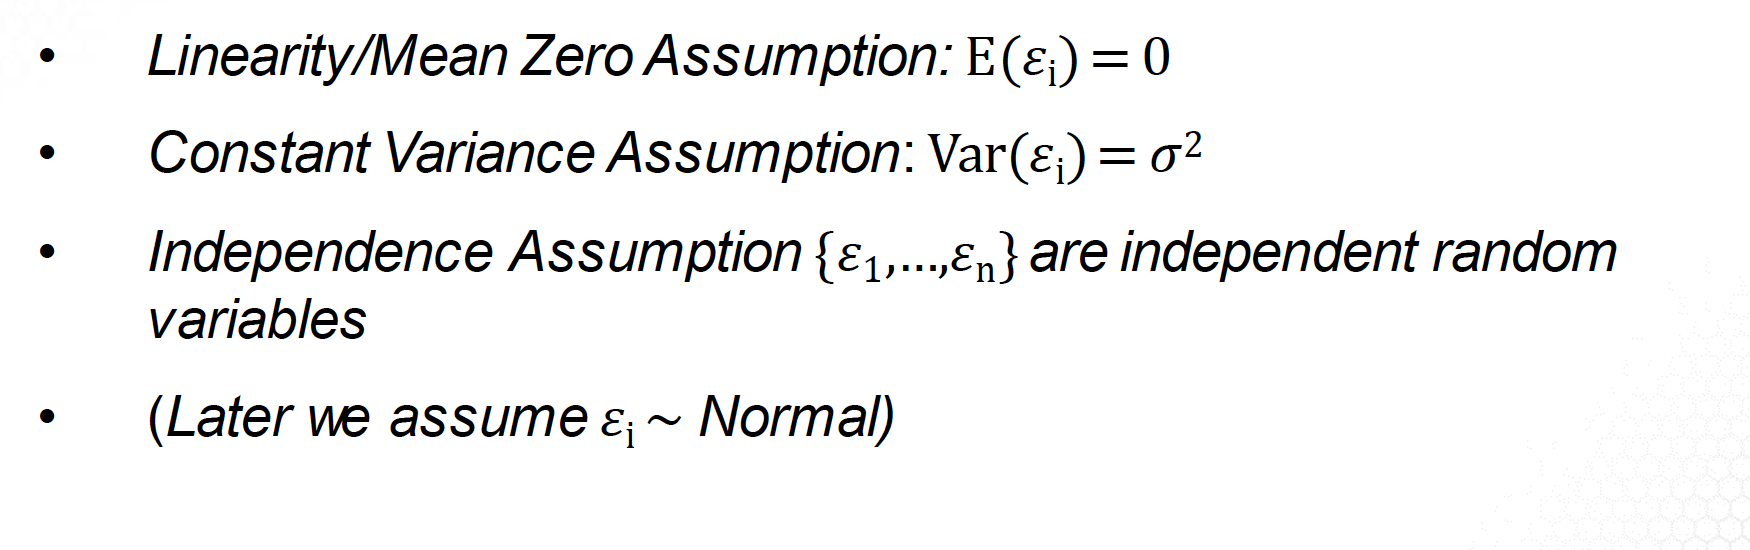 • Linearity/Mean Zero Assumption: E(εᵢ) = 0
• Constant Variance Assumption: Var(εᵢ) = σ²
• Independence Assumption {ε₁,...,εₙ} are independent random
variables
• (Later we assume εᵢ ~ Normal)